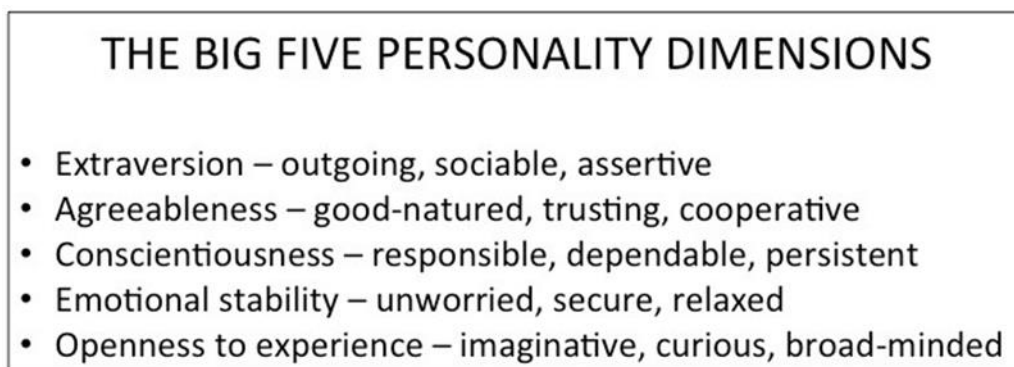 THE BIG FIVE PERSONALITY DIMENSIONS
• Extraversion – outgoing, sociable, assertive
• Agreeableness – good-natured, trusting, cooperative
• Conscientiousness – responsible, dependable, persistent
• Emotional stability – unworried, secure, relaxed
• Openness to experience – imaginative, curious, broad-minded